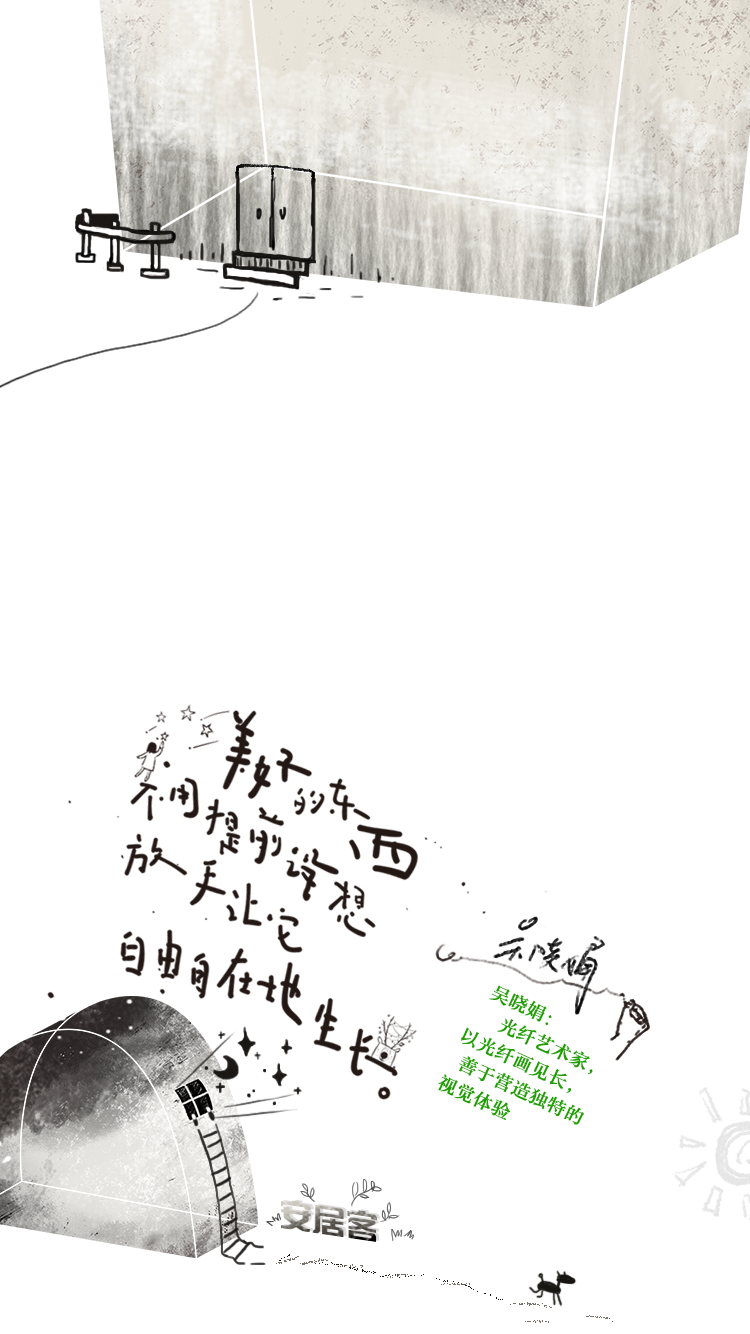 美好的东西
不用提前设想
放手让它
自由自在地生长。
吴晓娟
吴晓娟：
光纤艺术家，
以光纤画见长，
善于营造独特的
视觉体验
安居客